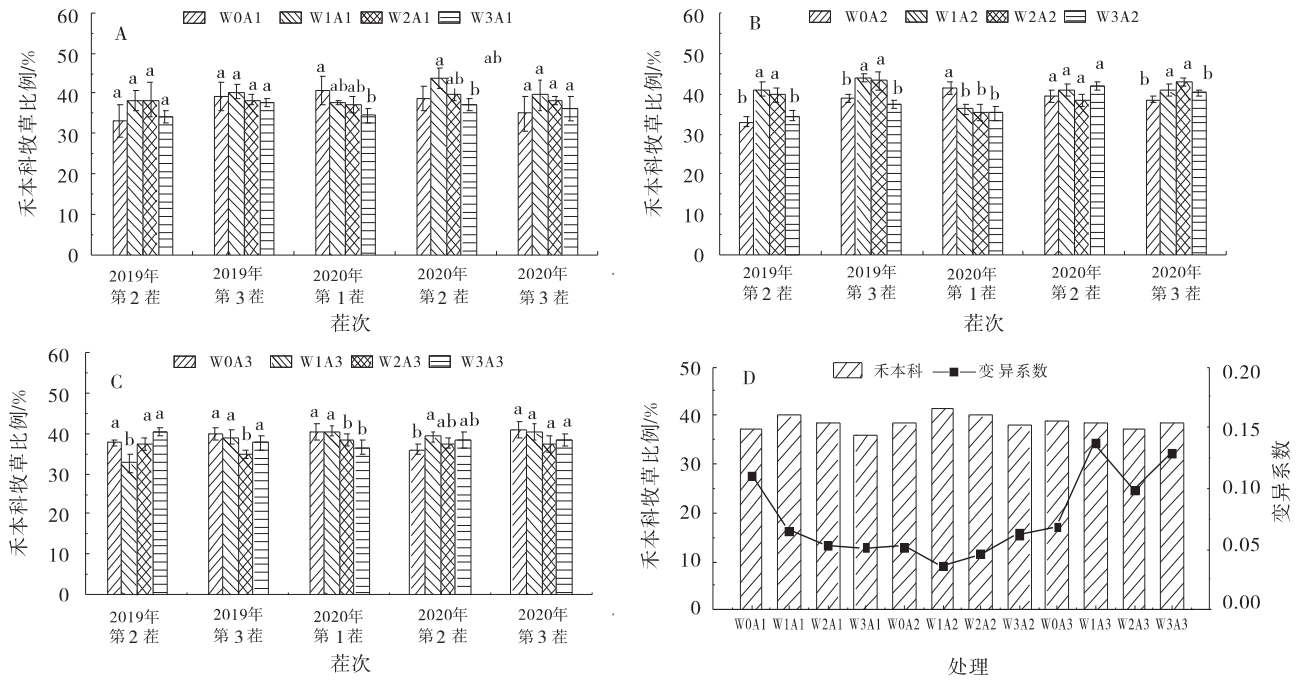 W0A1 W1A1 W2A1 W3A1
A
禾本科牧草比例/%
60
50
40
30
20
10
0
a a a a
a a a a
a ab ab b
a ab b
ab
a a a a
2019年 2019年 2020年 2020年 2020年
第2茬 第3茬 第1茬 第2茬 第3茬
茬次
W0A2 W1A2 W2A2 W3A2
B
禾本科牧草比例/%
60
50
40
30
20
10
0
b a a b
b a a b
a b b b
a a a a
b a a b
2019年 2019年 2020年 2020年 2020年
第2茬 第3茬 第1茬 第2茬 第3茬
茬次
W0A3 W1A3 W2A3 W3A3
C
禾本科牧草比例/%
60
50
40
30
20
10
0
a b a a
a a b a
a a b b
b a ab ab
a a a a
2019年 2019年 2020年 2020年 2020年
第2茬 第3茬 第1茬 第2茬 第3茬
茬次
D
禾本科 变异系数
禾本科牧草比例/%
50
40
30
20
10
0
0.20
0.15
0.10
0.05
0.00
变异系数
W0A1 W1A1 W2A1 W3A1 W0A2 W1A2 W2A2 W3A2 W0A3 W1A3 W2A3 W3A3
处理